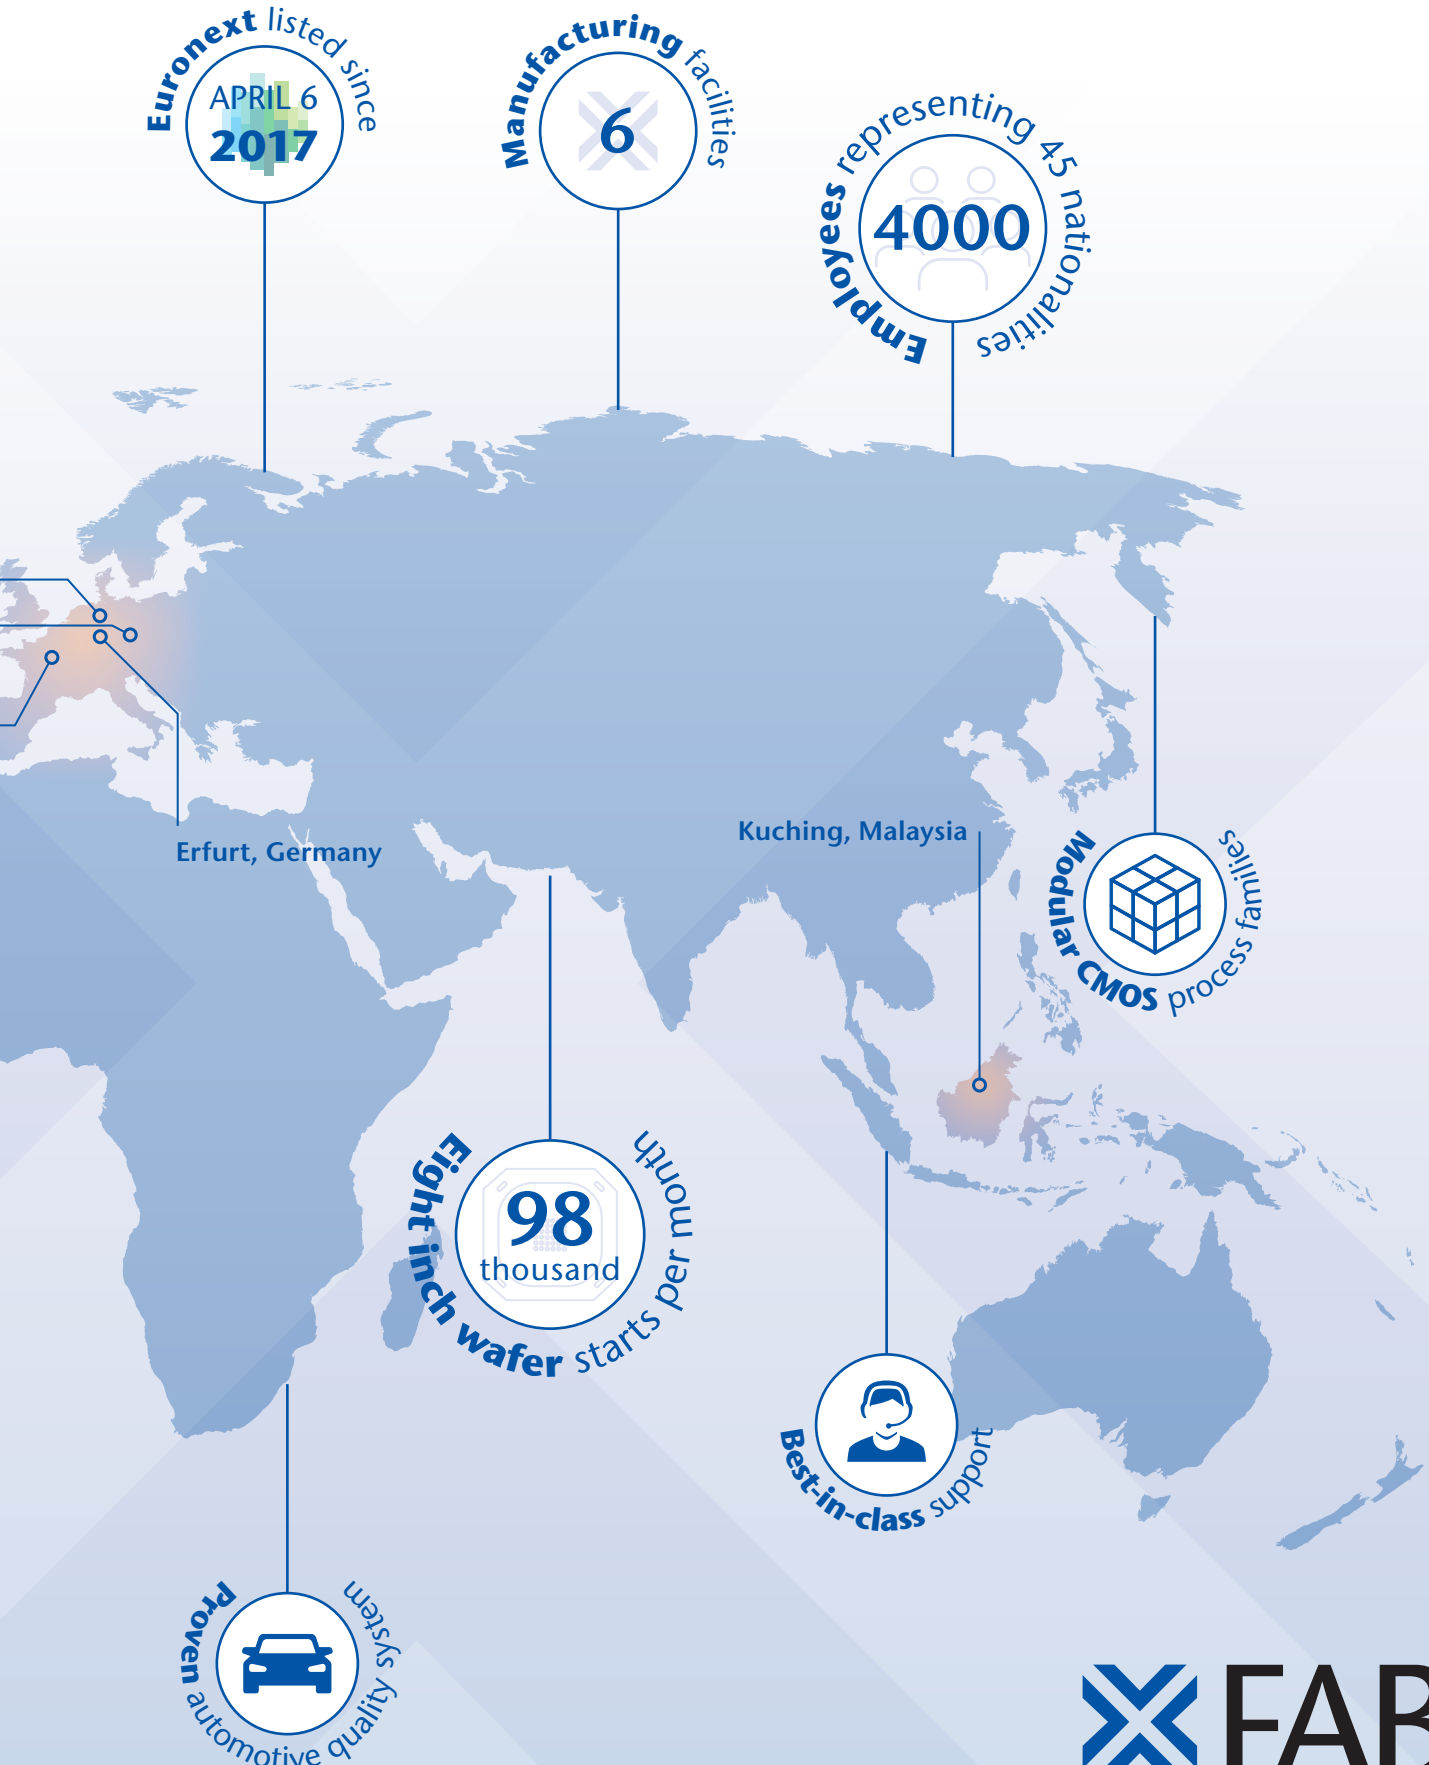 Euronext listed since
APRIL 6
2017
Manufacturing facilities
6
Employees representing 45 nationalities
4000
Erfurt, Germany
Kuching, Malaysia
Modular CMOS process families
Eight inch wafer starts per month
98
thousand
Best-in-class support
Proven automotive quality system
XFAB